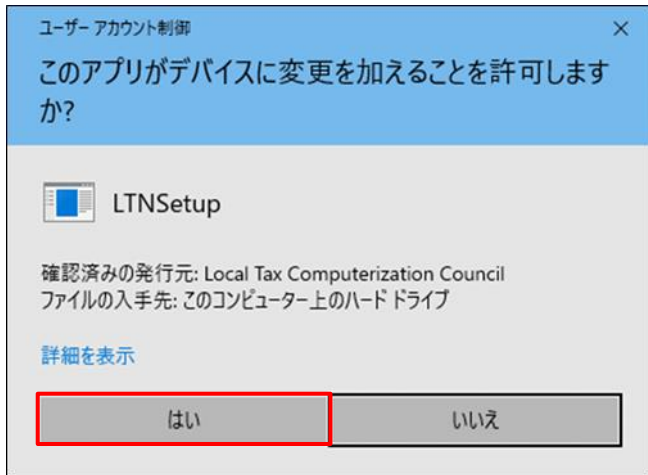 ユーザー アカウント制御
このアプリがデバイスに変更を加えることを許可します
か?
LTNSetup
確認済みの発行元: Local Tax Computerization Council
ファイルの入手先: このコンピューター上のハード ドライブ
詳細を表示
はい
いいえ